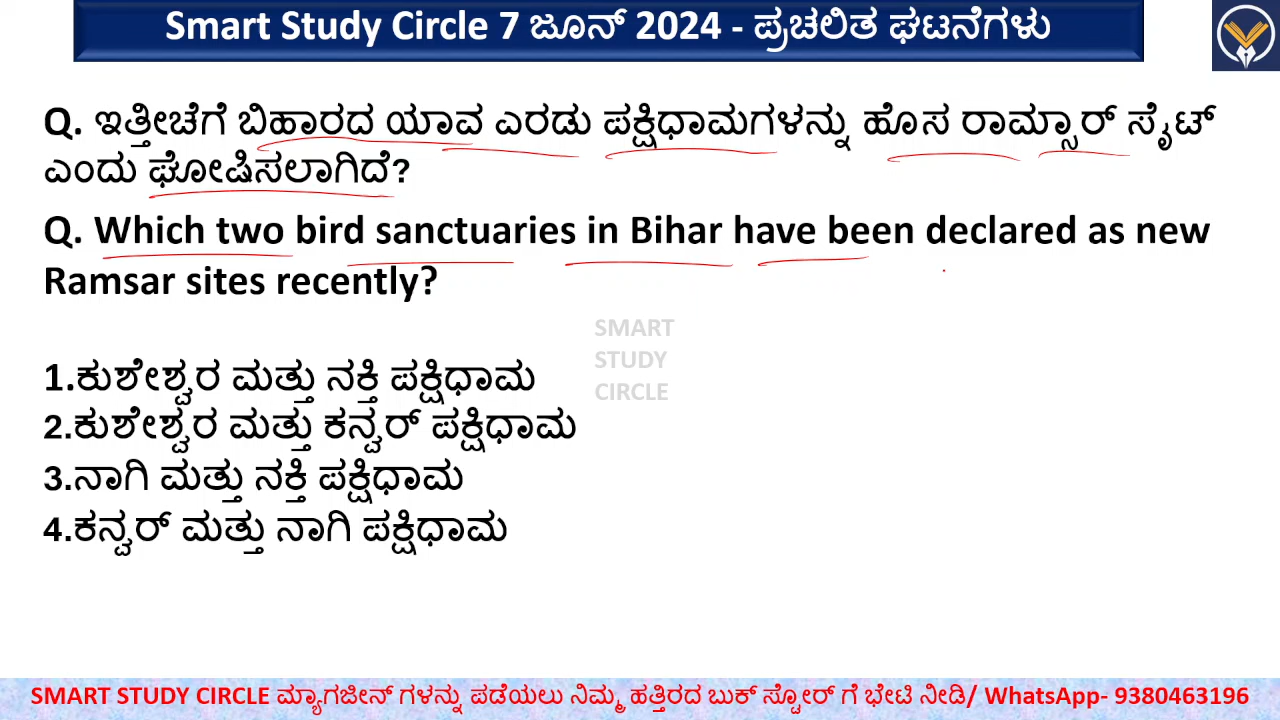 Smart Study Circle 7 ಜೂನ್ 2024 - ಪ್ರಚಲಿತ ಘಟನೆಗಳು
Q. ಇತ್ತೀಚೆಗೆ ಬಿಹಾರದ ಯಾವ ಎರಡು ಪಕ್ಷಿಧಾಮಗಳನ್ನು ಹೊಸ ರಾಮ್ಸಾರ್ ಸೈಟ್
ಎಂದು ಘೋಷಿಸಲಾಗಿದೆ?
Q. Which two bird sanctuaries in Bihar have been declared as new
Ramsar sites recently?
SMART
STUDY
CIRCLE
1.ಕುಶೇಶ್ವರ ಮತ್ತು ನಕ್ತಿ ಪಕ್ಷಿಧಾಮ
2.ಕುಶೇಶ್ವರ ಮತ್ತು ಕನ್ವರ್ ಪಕ್ಷಿಧಾಮ
3.ನಾಗಿ ಮತ್ತು ನಕ್ತಿ ಪಕ್ಷಿಧಾಮ
4.ಕನ್ವರ್ ಮತ್ತು ನಾಗಿ ಪಕ್ಷಿಧಾಮ
SMART STUDY CIRCLE ಮ್ಯಾಗಜೀನ್ ಗಳನ್ನು ಪಡೆಯಲು ನಿಮ್ಮ ಹತ್ತಿರದ ಬುಕ್ ಸ್ಟೋರ್ ಗೆ ಭೇಟಿ ನೀಡಿ/ WhatsApp- 9380463196